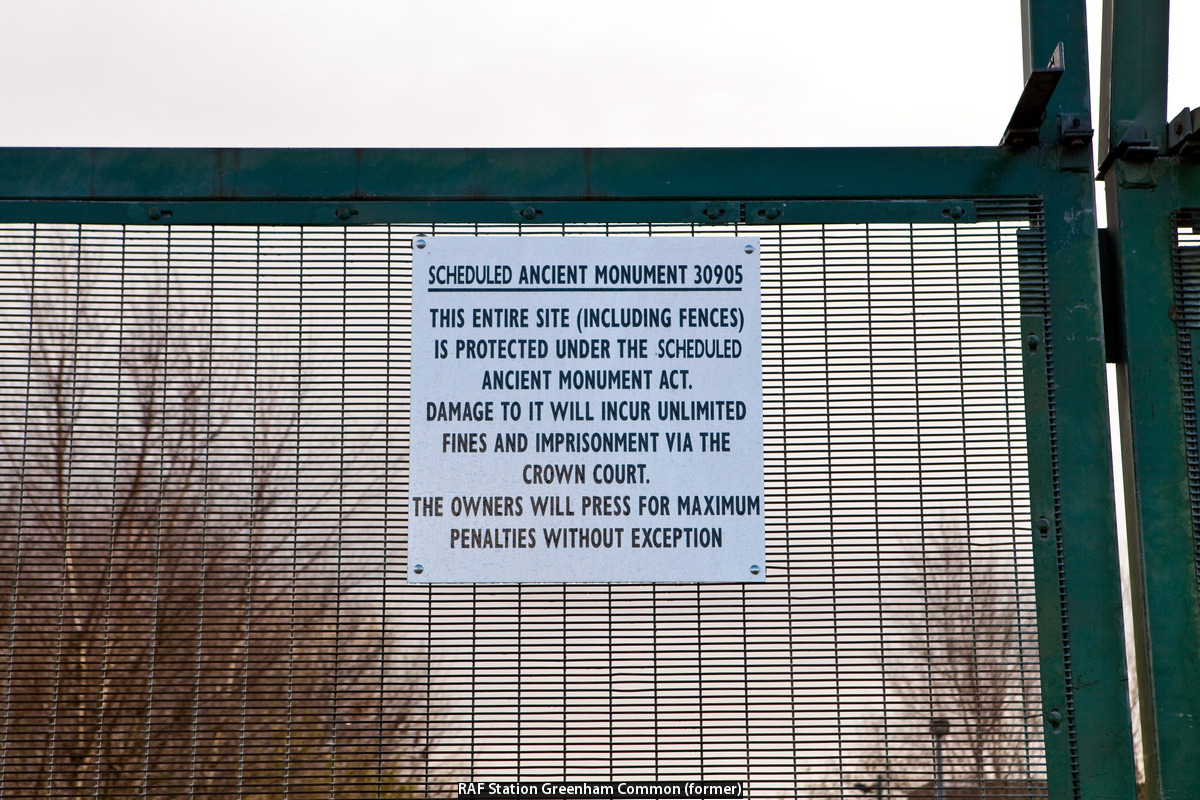 SCHEDULED ANCIENT MONUMENT 30905
THIS ENTIRE SITE (INCLUDING FENCES)
IS PROTECTED UNDER THE SCHEDULED
ANCIENT MONUMENT ACT.
DAMAGE TO IT WILL INCUR UNLIMITED
FINES AND IMPRISONMENT VIA THE
CROWN COURT.
THE OWNERS WILL PRESS FOR MAXIMUM
PENALTIES WITHOUT EXCEPTION
RAF Station Greenham Common (former)